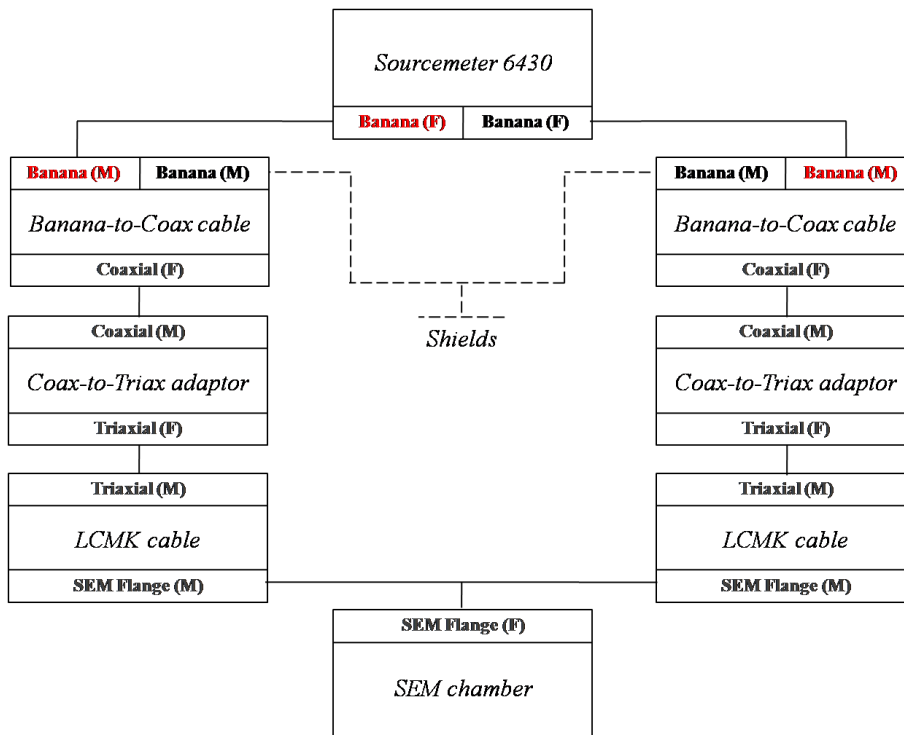 Sourcemeter 6430
Banana (F) Banana (F)
Banana (M) Banana (M) Banana (M) Banana (M)
Banana-to-Coax cable Banana-to-Coax cable
Coaxial (F) Coaxial (F)
Coaxial (M) Shields Coaxial (M)
Coax-to-Triax adaptor Coax-to-Triax adaptor
Triaxial (F) Triaxial (F)
Triaxial (M) Triaxial (M)
LCMK cable LCMK cable
SEM Flange (M) SEM Flange (M)
SEM Flange (F)
SEM chamber